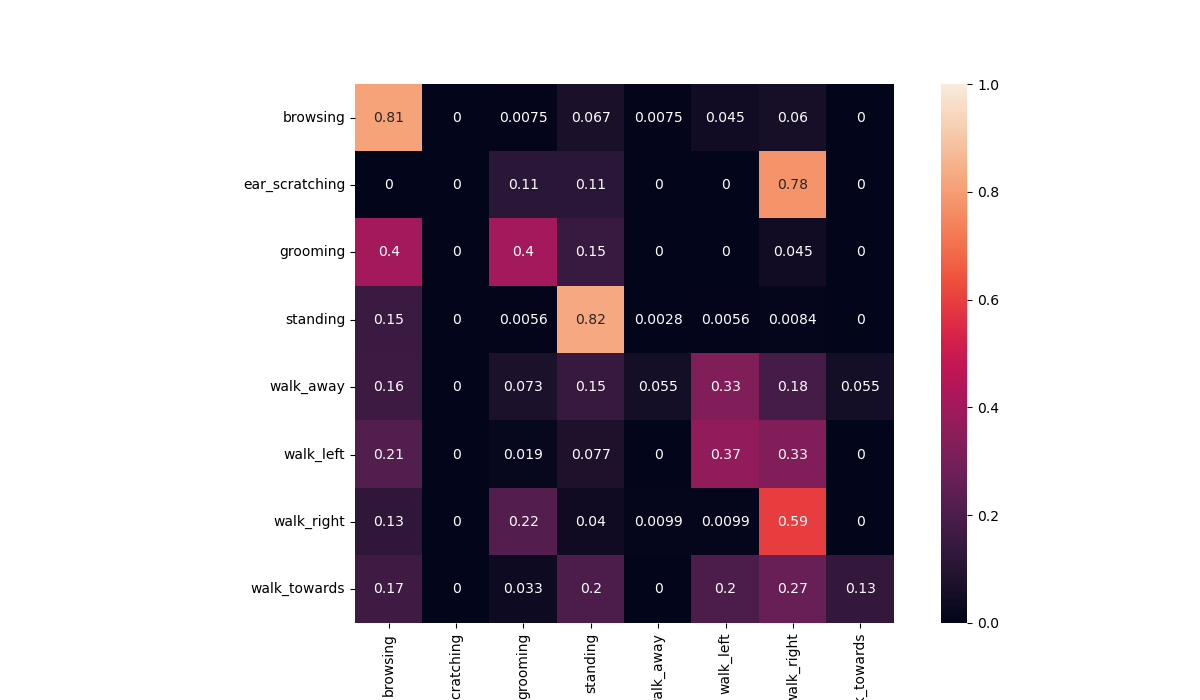 browsing 0.81 0 0.0075 0.067 0.0075 0.045 0.06 0
ear_scratching 0 0 0.11 0.11 0 0 0.78 0
grooming 0.4 0 0.4 0.15 0 0 0.045 0
standing 0.15 0 0.0056 0.82 0.0028 0.0056 0.0084 0
walk_away 0.16 0 0.073 0.15 0.055 0.33 0.18 0.055
walk_left 0.21 0 0.019 0.077 0 0.37 0.33 0
walk_right 0.13 0 0.22 0.04 0.0099 0.0099 0.59 0
walk_towards 0.17 0 0.033 0.2 0 0.2 0.27 0.13
browsing
cratching
grooming
standing
alk_away
walk_left
walk_right
k_towards
1.0
0.8
0.6
0.4
0.2
0.0